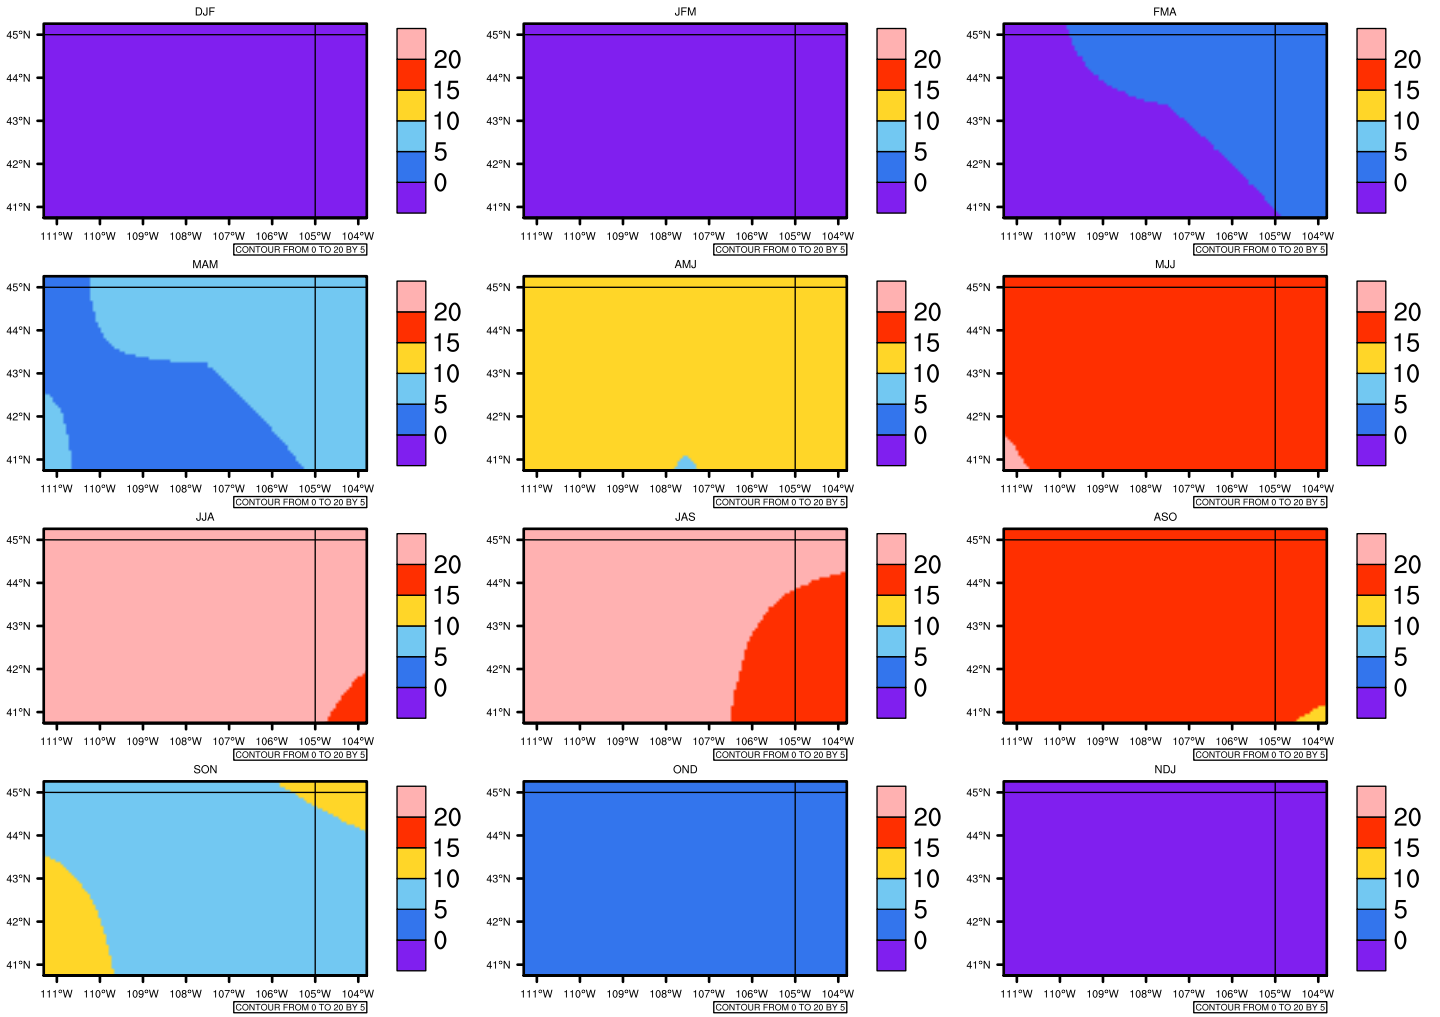 DJF JFM FMA
45°N 20 45°N 20 45°N 20
44°N 15 44°N 15 44°N 15
43°N 10 43°N 10 43°N 10
42°N 5 42°N 5 42°N 5
41°N 0 41°N 0 41°N 0
111°W 110°W 109°W 108°W 107°W 106°W 105°W 104°W 111°W 110°W 109°W 108°W 107°W 106°W 105°W 104°W 111°W 110°W 109°W 108°W 107°W 106°W 105°W 104°W
CONTOUR FROM 0 TO 20 BY 5 CONTOUR FROM 0 TO 20 BY 5 CONTOUR FROM 0 TO 20 BY 5
MAM AMJ MJJ
45°N 20 45°N 20 45°N 20
44°N 15 44°N 15 44°N 15
43°N 10 43°N 10 43°N 10
42°N 5 42°N 5 42°N 5
41°N 0 41°N 0 41°N 0
111°W 110°W 109°W 108°W 107°W 106°W 105°W 104°W 111°W 110°W 109°W 108°W 107°W 106°W 105°W 104°W 111°W 110°W 109°W 108°W 107°W 106°W 105°W 104°W
CONTOUR FROM 0 TO 20 BY 5 CONTOUR FROM 0 TO 20 BY 5 CONTOUR FROM 0 TO 20 BY 5
JJA JAS ASO
45°N 20 45°N 20 45°N 20
44°N 15 44°N 15 44°N 15
43°N 10 43°N 10 43°N 10
42°N 5 42°N 5 42°N 5
41°N 0 41°N 0 41°N 0
111°W 110°W 109°W 108°W 107°W 106°W 105°W 104°W 111°W 110°W 109°W 108°W 107°W 106°W 105°W 104°W 111°W 110°W 109°W 108°W 107°W 106°W 105°W 104°W
CONTOUR FROM 0 TO 20 BY 5 CONTOUR FROM 0 TO 20 BY 5 CONTOUR FROM 0 TO 20 BY 5
SON OND NDJ
45°N 20 45°N 20 45°N 20
44°N 15 44°N 15 44°N 15
43°N 10 43°N 10 43°N 10
42°N 5 42°N 5 42°N 5
41°N 0 41°N 0 41°N 0
111°W 110°W 109°W 108°W 107°W 106°W 105°W 104°W 111°W 110°W 109°W 108°W 107°W 106°W 105°W 104°W 111°W 110°W 109°W 108°W 107°W 106°W 105°W 104°W
CONTOUR FROM 0 TO 20 BY 5 CONTOUR FROM 0 TO 20 BY 5 CONTOUR FROM 0 TO 20 BY 5